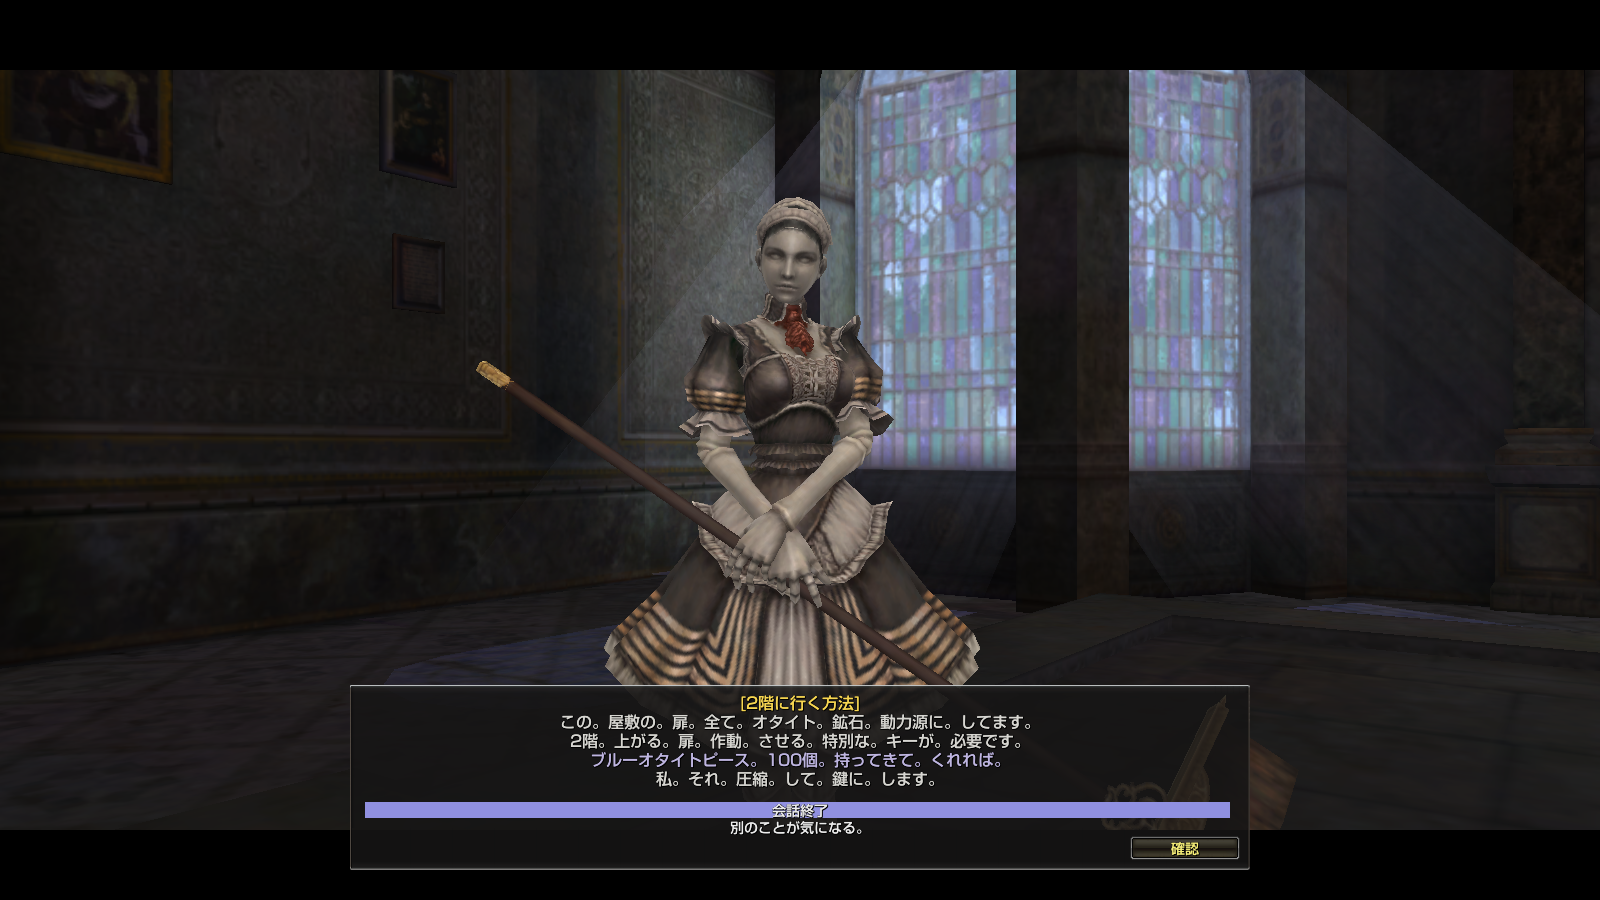 [2階に行く方法]
この。屋敷の。扉。全て。オタイト。鉱石。動力源に。してます。
2階。上がる。扉。作動。させる。特別な。キーが。必要です。
ブルーオタイトピース。100個。持ってきて。くれれば。
私。それ。圧縮。して。鍵に。します。
会話終了
別のことが気になる。
確認